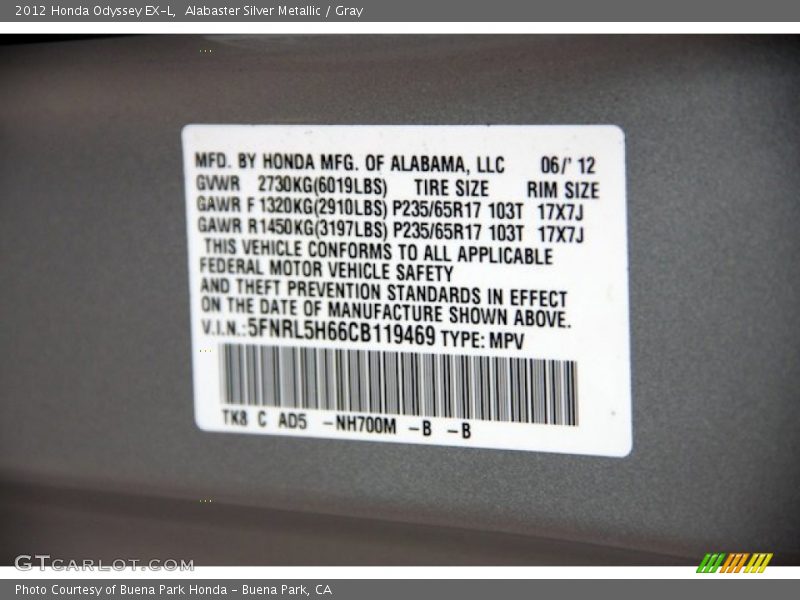 2012 Honda Odyssey EX-L,  Alabaster Silver Metallic / Gray
MFD. BY HONDA MFG. OF ALABAMA, LLC 06/' 12
GVWR 2730KG(6019LBS) TIRE SIZE RIM SIZE
GAWR F 1320KG(2910LBS) P235/65R17 103T 17X7J
GAWR R1450KG(3197LBS) P235/65R17 103T 17X7J
THIS VEHICLE CONFORMS TO ALL APPLICABLE
FEDERAL MOTOR VEHICLE SAFETY
AND THEFT PREVENTION STANDARDS IN EFFECT
ON THE DATE OF MANUFACTURE SHOWN ABOVE.
V.I.N.:5FNRL5H66CB119469 TYPE: MPV
TK8 C AD5 -NH700M -B -B
GTCARLOT.COM
Photo Courtesy of Buena Park Honda - Buena Park, CA